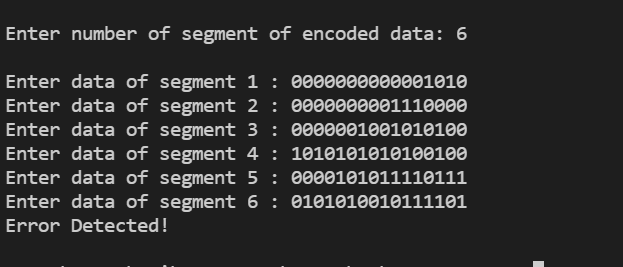 Enter number of segment of encoded data: 6
Enter data of segment 1 : 0000000000001010
Enter data of segment 2 : 0000000001110000
Enter data of segment 3 : 0000001001010100
Enter data of segment 4 : 1010101010100100
Enter data of segment 5 : 0000101011110111
Enter data of segment 6 : 0101010010111101
Error Detected!